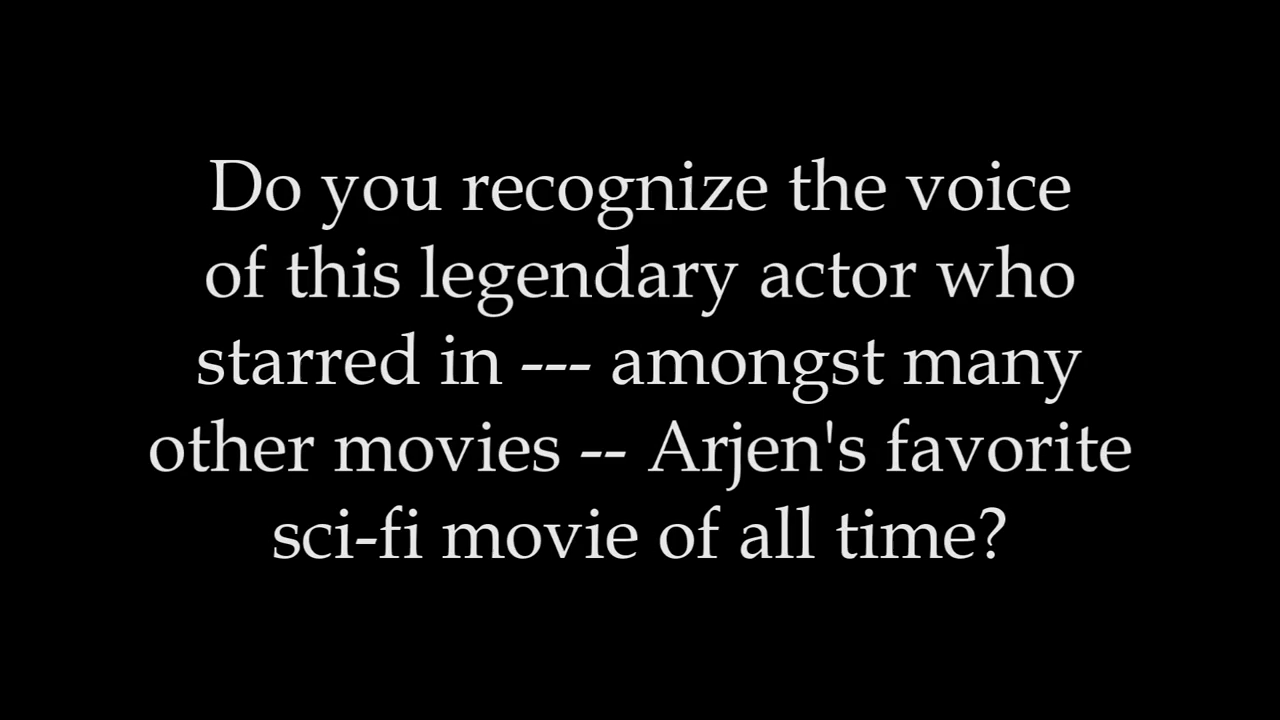 Do you recognize the voice
of this legendary actor who
starred in --- amongst many
other movies -- Arjen's favorite
sci-fi movie of all time?